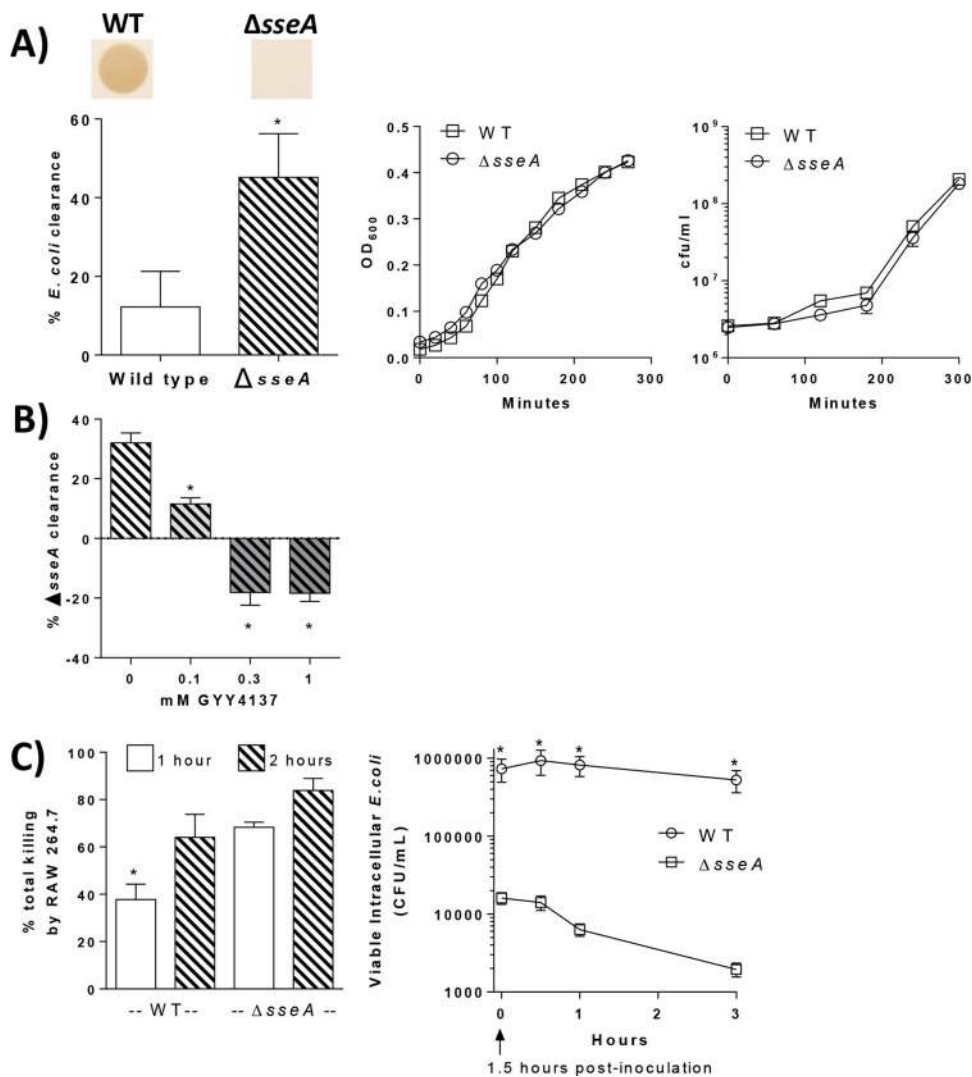 A)
WT
ΔsseA
% E. coli clearance
60
40
20
0
*
Wild type
Δ sseA
OD600
0.5
0.4
0.3
0.2
0.1
0.0
WT
ΔsseA
0
100
200
300
Minutes
cfu/ml
10^9
10^8
10^7
10^6
WT
ΔsseA
0
100
200
300
Minutes
B)
% ▲sseA clearance
40
20
0
-20
-40
*
*
*
0
0.1
0.3
1
mM GYY4137
C)
% total killing
by RAW 264.7
100
80
60
40
20
0
1 hour
2 hours
*
-- WT--
-- ΔsseA --
Viable Intracellular E.coli
(CFU/mL)
1000000
100000
10000
1000
*
*
*
*
WT
ΔsseA
0
1
2
3
Hours
1.5 hours post-inoculation